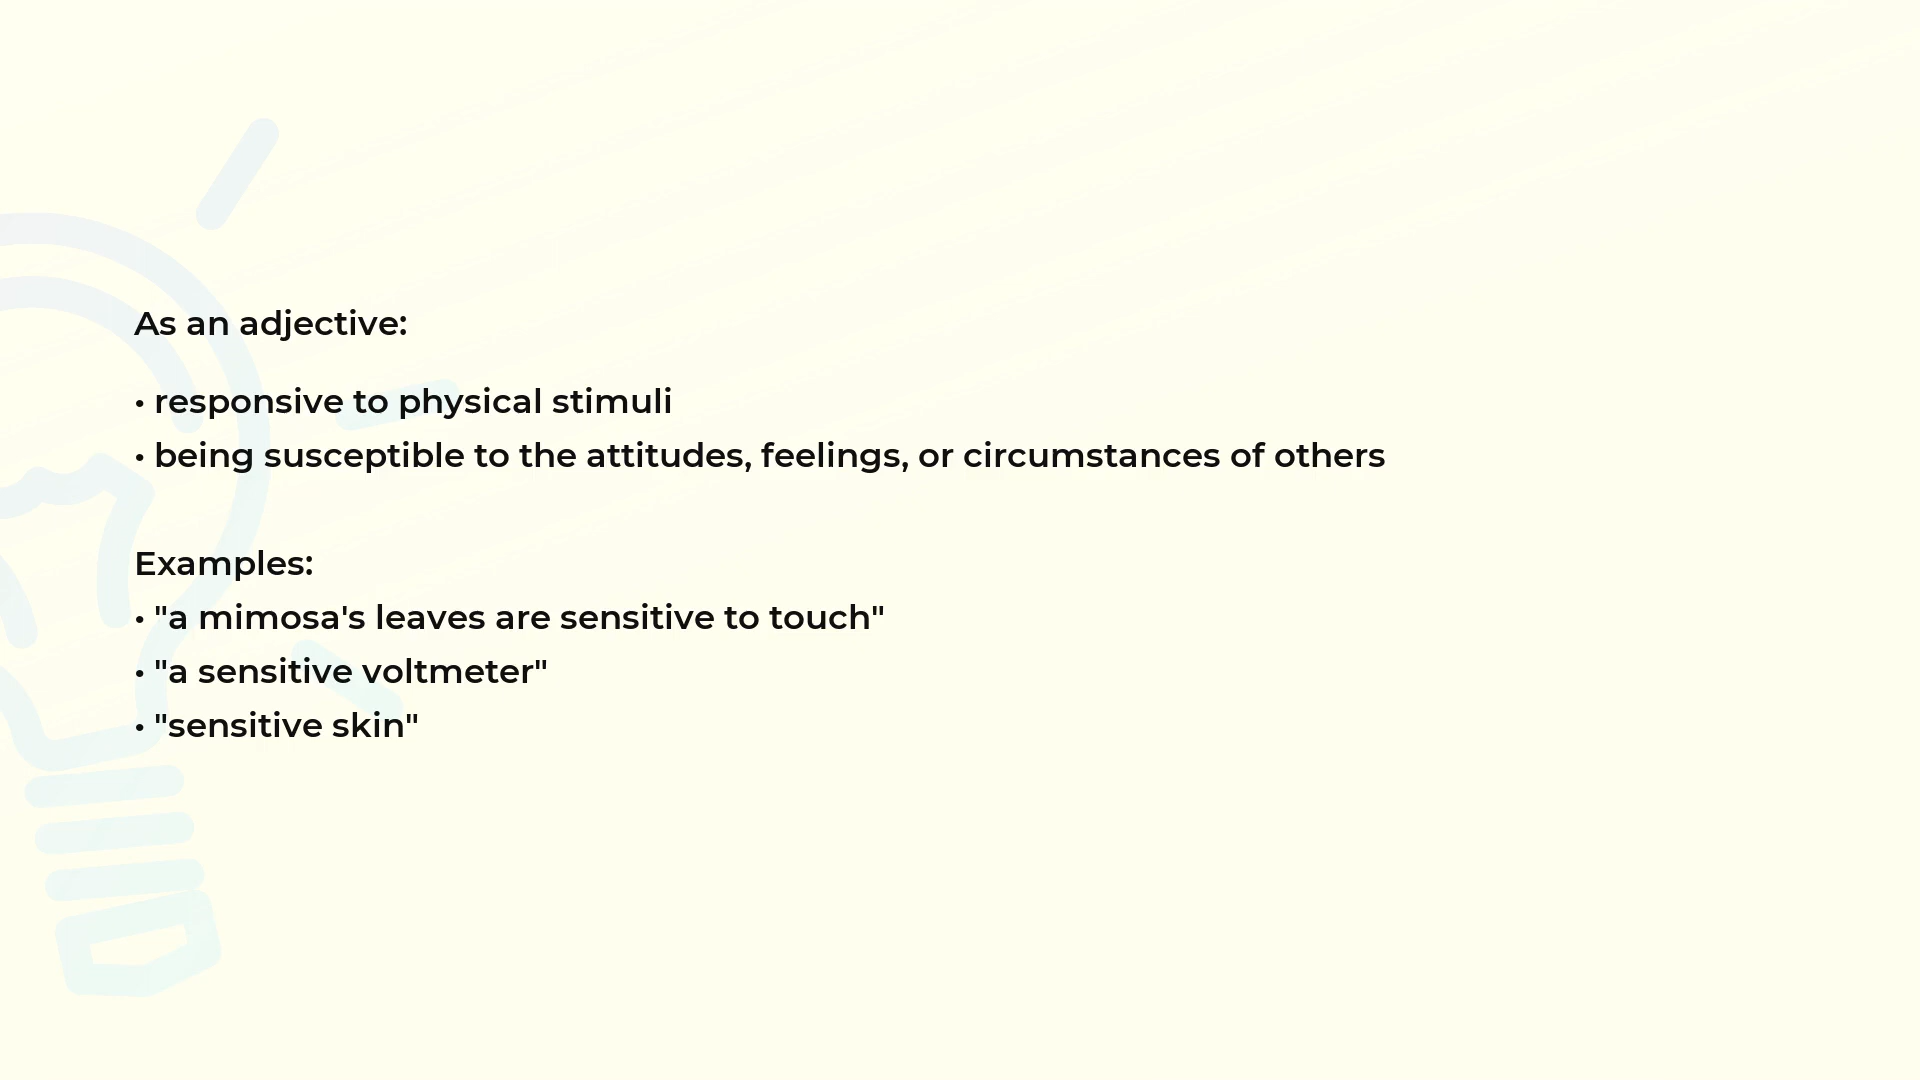 As an adjective:
• responsive to physical stimuli
• being susceptible to the attitudes, feelings, or circumstances of others
Examples:
• "a mimosa's leaves are sensitive to touch"
• "a sensitive voltmeter"
• "sensitive skin"